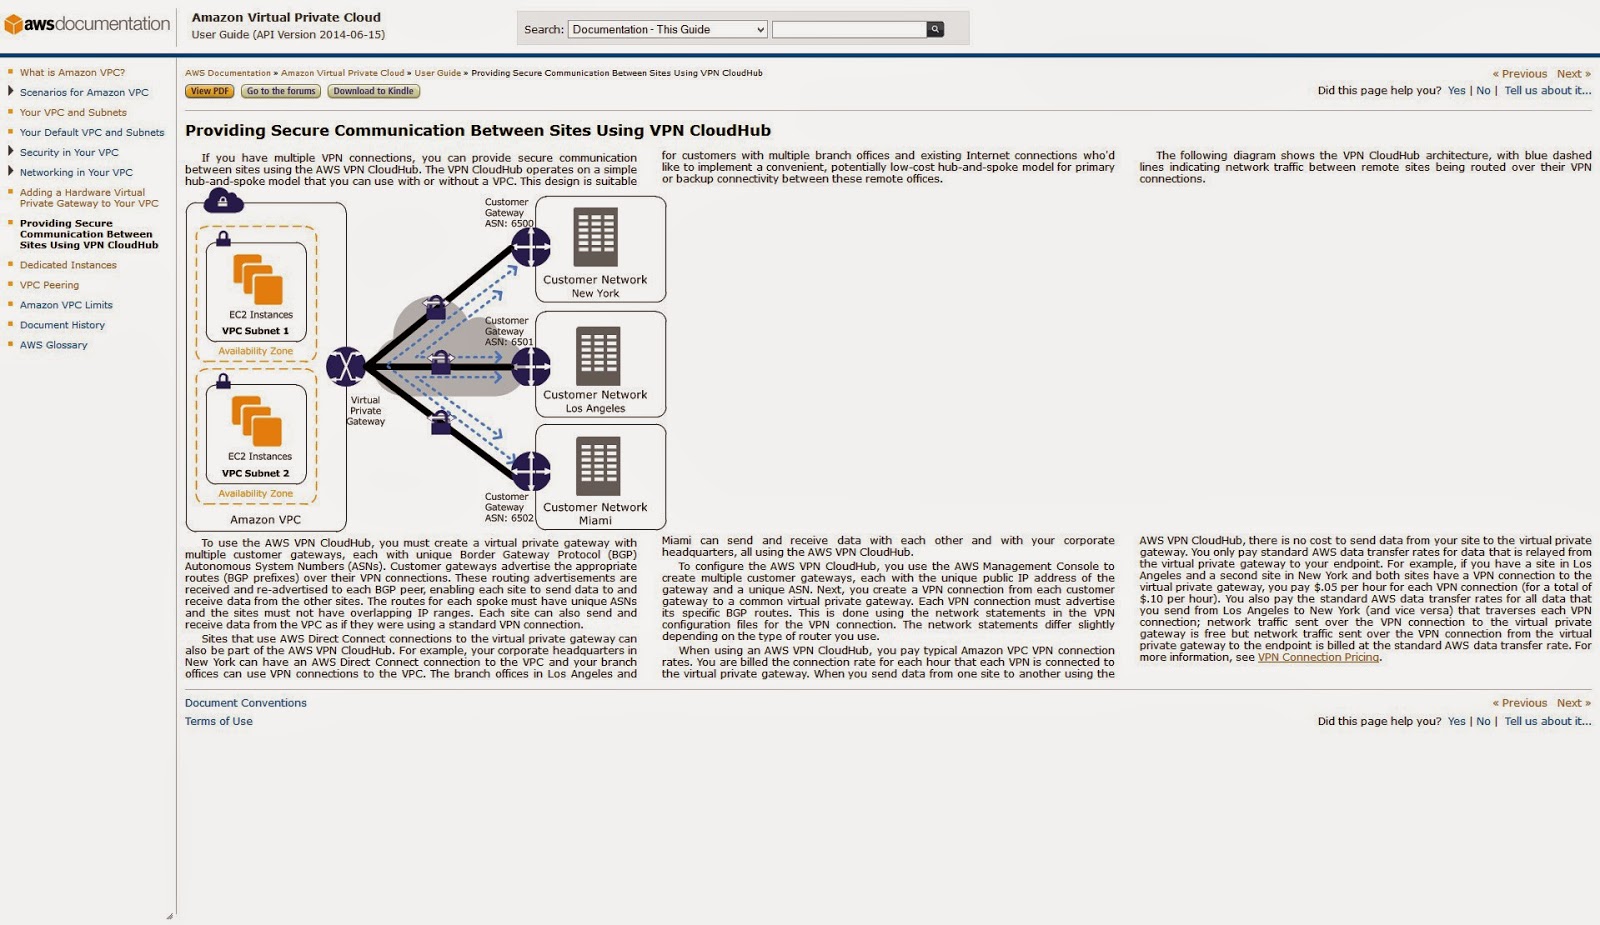 awsdocumentation
Amazon Virtual Private Cloud
User Guide (API Version 2014-06-15)
Search:
Documentation - This Guide
What is Amazon VPC?
Scenarios for Amazon VPC
Your VPC and Subnets
Your Default VPC and Subnets
Security in Your VPC
Networking in Your VPC
Adding a Hardware Virtual
Private Gateway to Your VPC
Providing Secure
Communication Between
Sites Using VPN CloudHub
Dedicated Instances
VPC Peering
Amazon VPC Limits
Document History
AWS Glossary
AWS Documentation » Amazon Virtual Private Cloud » User Guide » Providing Secure Communication Between Sites Using VPN CloudHub
« Previous Next »
View PDF
Go to the forums
Download to Kindle
Did this page help you? Yes | No | Tell us about it...
Providing Secure Communication Between Sites Using VPN CloudHub
If you have multiple VPN connections, you can provide secure communication
between sites using the AWS VPN CloudHub. The VPN CloudHub operates on a simple
hub-and-spoke model that you can use with or without a VPC. This design is suitable
for customers with multiple branch offices and existing Internet connections who'd
like to implement a convenient, potentially low-cost hub-and-spoke model for primary
or backup connectivity between these remote offices.
The following diagram shows the VPN CloudHub architecture, with blue dashed
lines indicating network traffic between remote sites being routed over their VPN
connections.
EC2 Instances
VPC Subnet 1
Availability Zone
EC2 Instances
VPC Subnet 2
Availability Zone
Amazon VPC
Virtual
Private
Gateway
Customer
Gateway
ASN: 6500
Customer Network
New York
Customer
Gateway
ASN: 6501
Customer Network
Los Angeles
Customer
Gateway
ASN: 6502
Customer Network
Miami
To use the AWS VPN CloudHub, you must create a virtual private gateway with
multiple customer gateways, each with unique Border Gateway Protocol (BGP)
Autonomous System Numbers (ASNs). Customer gateways advertise the appropriate
routes (BGP prefixes) over their VPN connections. These routing advertisements are
received and re-advertised to each BGP peer, enabling each site to send data to and
receive data from the other sites. The routes for each spoke must have unique ASNs
and the sites must not have overlapping IP ranges. Each site can also send and
receive data from the VPC as if they were using a standard VPN connection.
Sites that use AWS Direct Connect connections to the virtual private gateway can
also be part of the AWS VPN CloudHub. For example, your corporate headquarters in
New York can have an AWS Direct Connect connection to the VPC and your branch
offices can use VPN connections to the VPC. The branch offices in Los Angeles and
Miami can send and receive data with each other and with your corporate
headquarters, all using the AWS VPN CloudHub.
To configure the AWS VPN CloudHub, you use the AWS Management Console to
create multiple customer gateways, each with the unique public IP address of the
gateway and a unique ASN. Next, you create a VPN connection from each customer
gateway to a common virtual private gateway. Each VPN connection must advertise
its specific BGP routes. This is done using the network statements in the VPN
configuration files for the VPN connection. The network statements differ slightly
depending on the type of router you use.
When using an AWS VPN CloudHub, you pay typical Amazon VPC VPN connection
rates. You are billed the connection rate for each hour that each VPN is connected to
the virtual private gateway. When you send data from one site to another using the
AWS VPN CloudHub, there is no cost to send data from your site to the virtual private
gateway. You only pay standard AWS data transfer rates for data that is relayed from
the virtual private gateway to your endpoint. For example, if you have a site in Los
Angeles and a second site in New York and both sites have a VPN connection to the
virtual private gateway, you pay $.05 per hour for each VPN connection (for a total of
$.10 per hour). You also pay the standard AWS data transfer rates for all data that
you send from Los Angeles to New York (and vice versa) that traverses each VPN
connection; network traffic sent over the VPN connection to the virtual private
gateway is free but network traffic sent over the VPN connection from the virtual
private gateway to the endpoint is billed at the standard AWS data transfer rate. For
more information, see VPN Connection Pricing.
Document Conventions
« Previous Next »
Terms of Use
Did this page help you? Yes | No | Tell us about it...